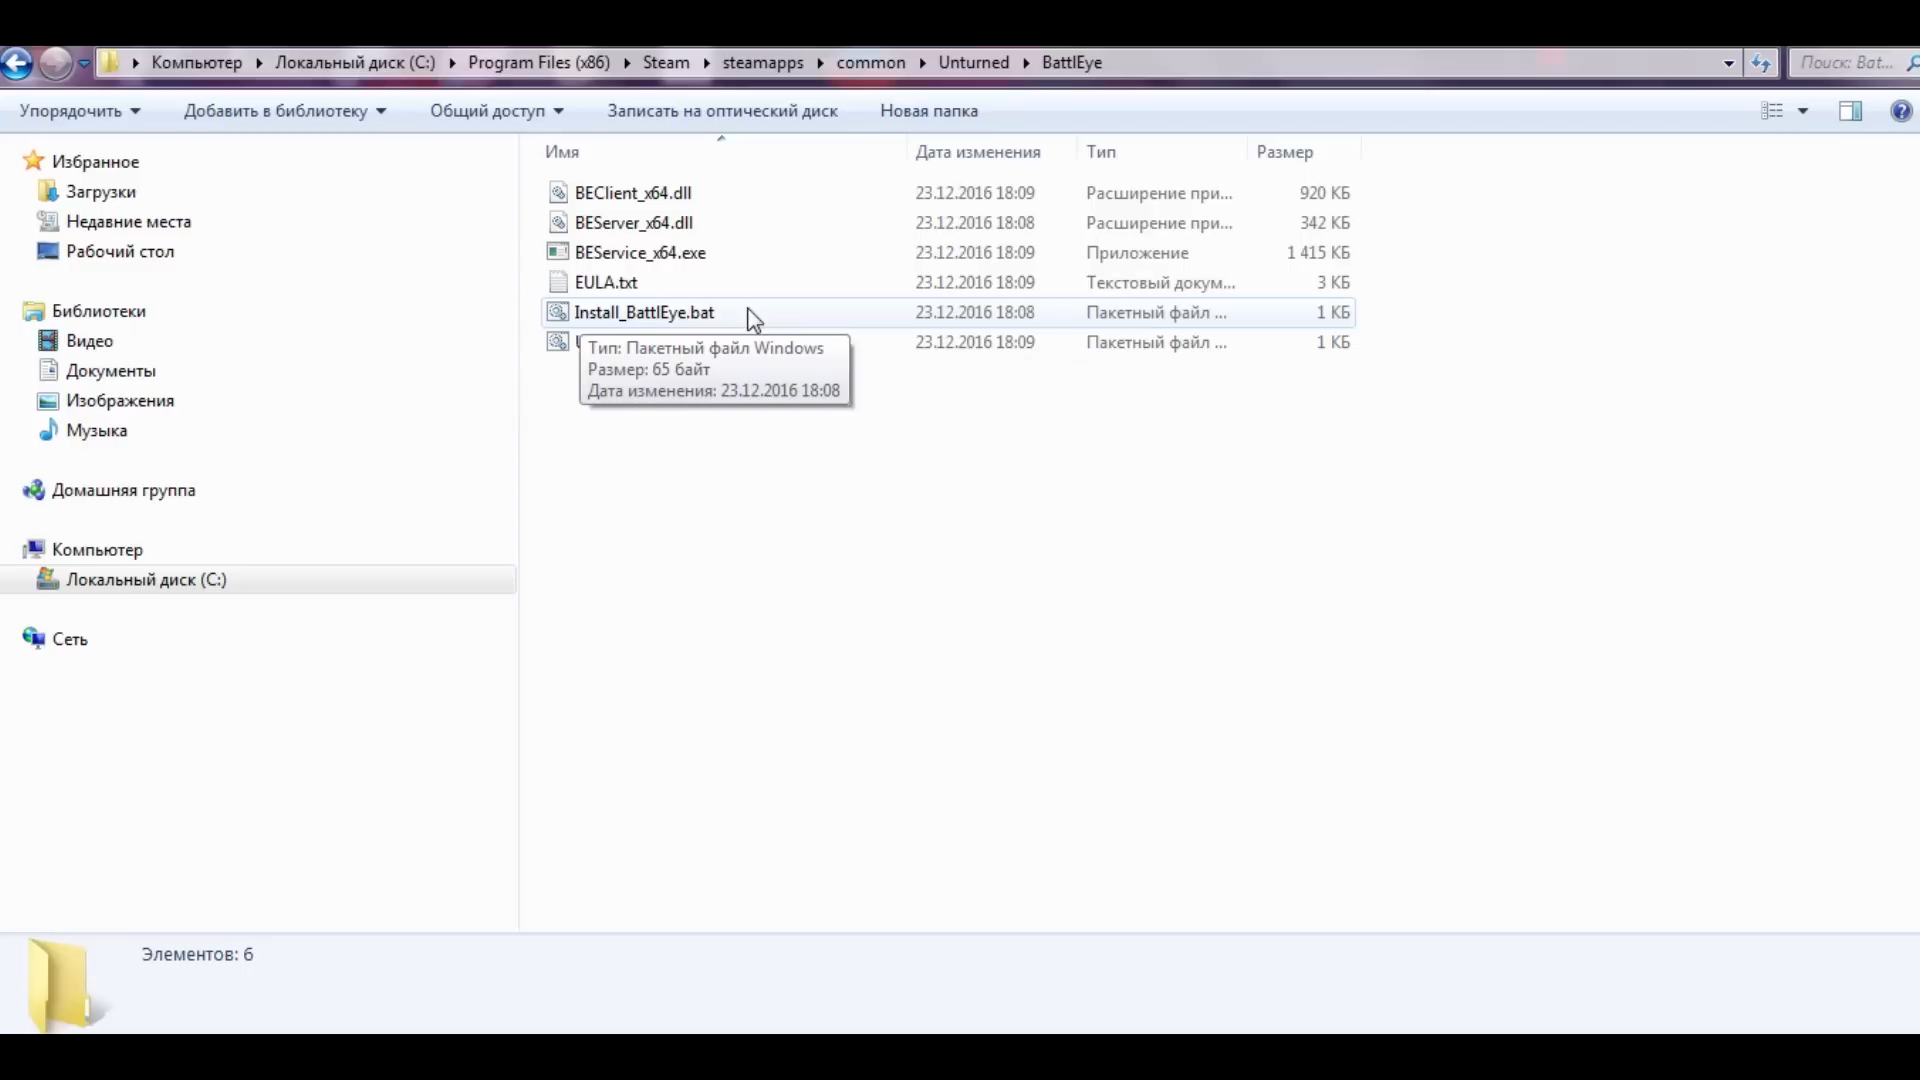 Компьютер Локальный диск (C:) Program Files (x86) Steam steamapps common Unturned BattlEye Поиск: Bat...
Упорядочить Добавить в библиотеку Общий доступ Записать на оптический диск Новая папка
Избранное
Загрузки
Недавние места
Рабочий стол
Библиотеки
Видео
Документы
Изображения
Музыка
Домашняя группа
Компьютер
Локальный диск (C:)
Сеть
Имя Дата изменения Тип Размер
BEClient_x64.dll 23.12.2016 18:09 Расширение при... 920 КБ
BEServer_x64.dll 23.12.2016 18:08 Расширение при... 342 КБ
BEService_x64.exe 23.12.2016 18:09 Приложение 1 415 КБ
EULA.txt 23.12.2016 18:09 Текстовый докум... 3 КБ
Install_BattlEye.bat 23.12.2016 18:08 Пакетный файл ... 1 КБ
23.12.2016 18:09 Пакетный файл ... 1 КБ
Тип: Пакетный файл Windows
Размер: 65 байт
Дата изменения: 23.12.2016 18:08
Элементов: 6